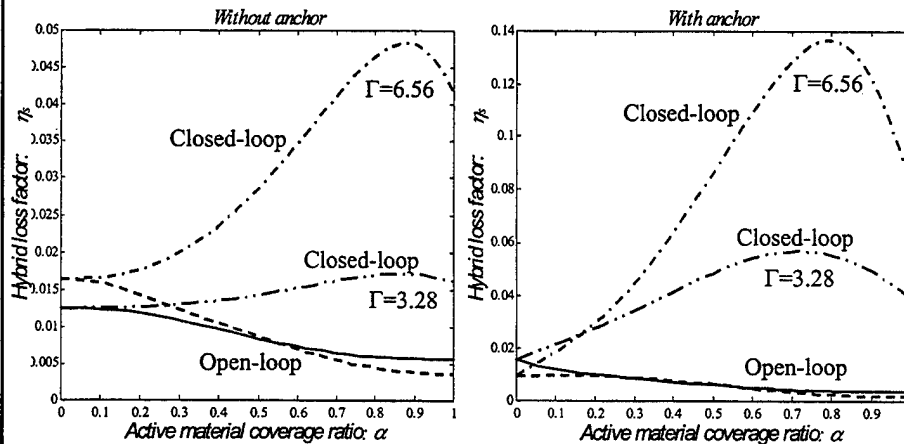 Without anchor
0.05
0.045
0.04
0.035
0.03
0.025
0.02
0.015
0.01
0.005
0
Hybrid loss factor: ηs
Γ=6.56
Closed-loop
Closed-loop
Γ=3.28
Open-loop
0 0.1 0.2 0.3 0.4 0.5 0.6 0.7 0.8 0.9 1
Active material coverage ratio: α
With anchor
0.14
0.12
0.1
0.08
0.06
0.04
0.02
0
Hybrid loss factor: ηs
Γ=6.56
Closed-loop
Closed-loop
Γ=3.28
Open-loop
0 0.1 0.2 0.3 0.4 0.5 0.6 0.7 0.8 0.9
Active material coverage ratio: α